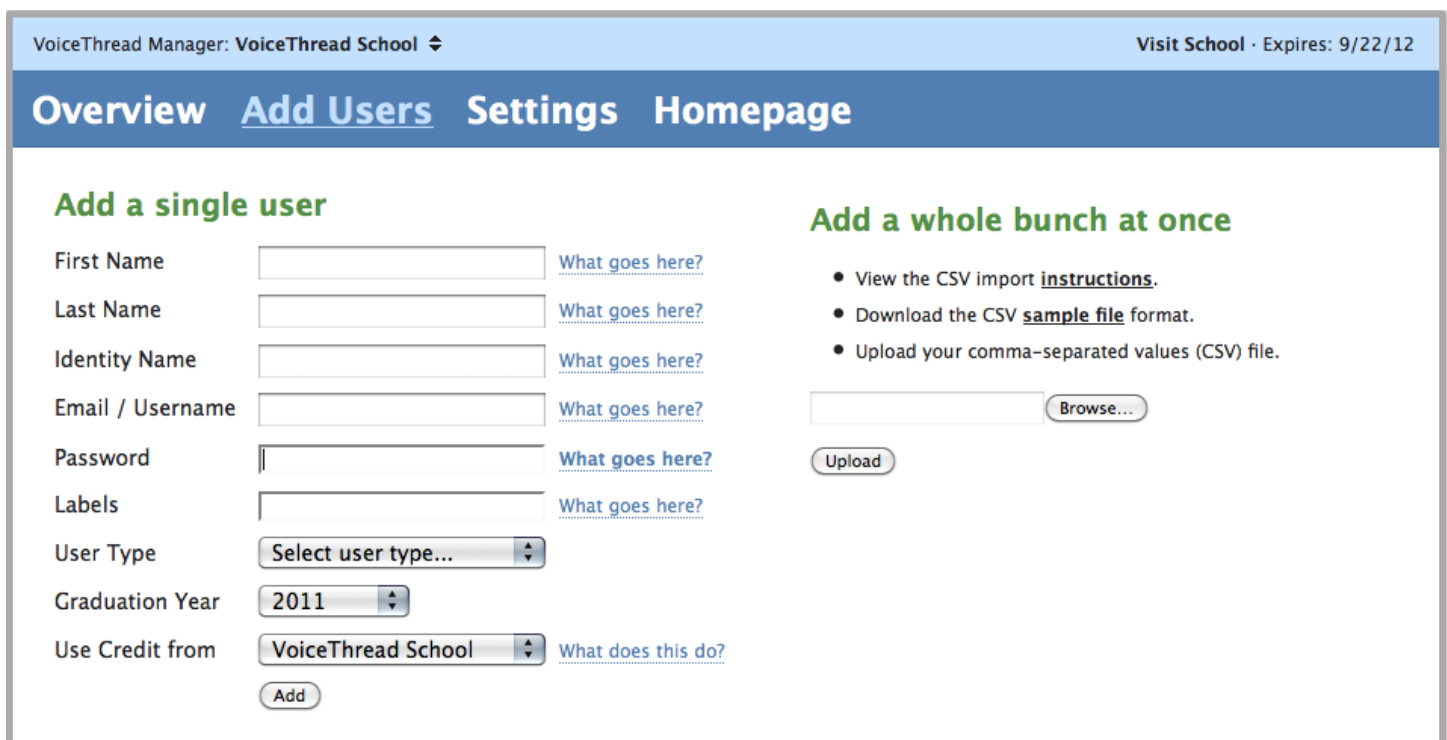 VoiceThread Manager: VoiceThread School
Visit School · Expires: 9/22/12
Overview Add Users Settings Homepage
Add a single user
First Name What goes here?
Last Name What goes here?
Identity Name What goes here?
Email / Username What goes here?
Password What goes here?
Labels What goes here?
User Type Select user type...
Graduation Year 2011
Use Credit from VoiceThread School What does this do?
Add
Add a whole bunch at once
• View the CSV import instructions.
• Download the CSV sample file format.
• Upload your comma-separated values (CSV) file.
Browse...
Upload